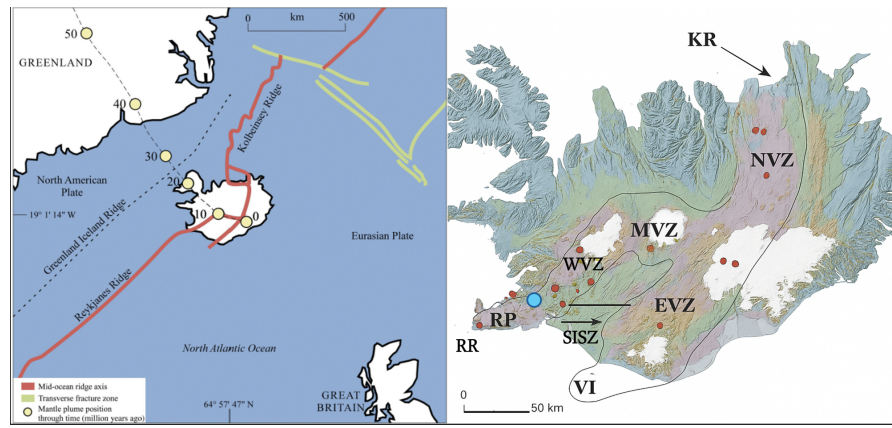 0 km 500
50
GREENLAND
40
Kolbeinsey Ridge
30
North American
Plate
20
19° 1' 14" W
10
0
Greenland Iceland Ridge
Eurasian Plate
Reykjanes Ridge
North Atlantic Ocean
Mid-ocean ridge axis
Transverse fracture zone
Mantle plume position
through time (million years ago)
64° 57' 47" N
GREAT
BRITAIN
KR
NVZ
MVZ
WVZ
EVZ
RP
RR
SISZ
VI
0
50 km